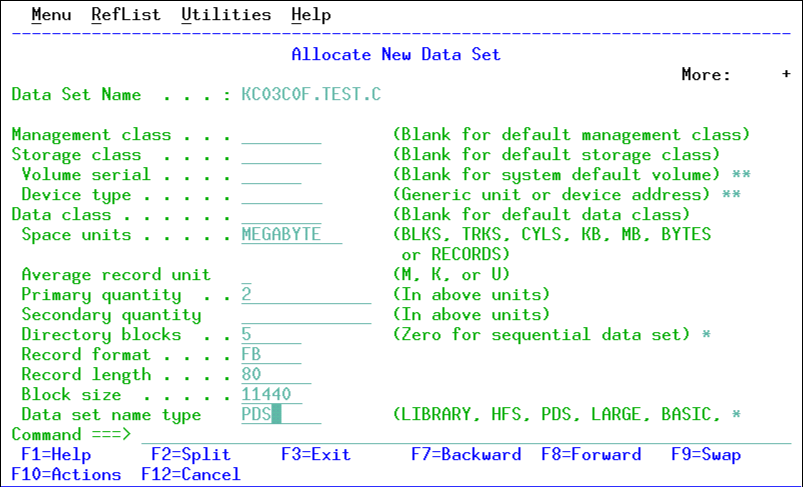 Menu RefList Utilities Help
Allocate New Data Set
More: +
Data Set Name . . . : KC03C0F.TEST.C
Management class . . . (Blank for default management class)
Storage class . . . . (Blank for default storage class)
Volume serial . . . . (Blank for system default volume) **
Device type . . . . . (Generic unit or device address) **
Data class . . . . . . (Blank for default data class)
Space units . . . . . MEGABYTE (BLKS, TRKS, CYLS, KB, MB, BYTES
or RECORDS)
Average record unit _ (M, K, or U)
Primary quantity . . 2 (In above units)
Secondary quantity (In above units)
Directory blocks . . 5 (Zero for sequential data set) *
Record format . . . . FB
Record length . . . . 80
Block size . . . . . 11440
Data set name type PDS (LIBRARY, HFS, PDS, LARGE, BASIC, *
Command ===>
F1=Help F2=Split F3=Exit F7=Backward F8=Forward F9=Swap
F10=Actions F12=Cancel